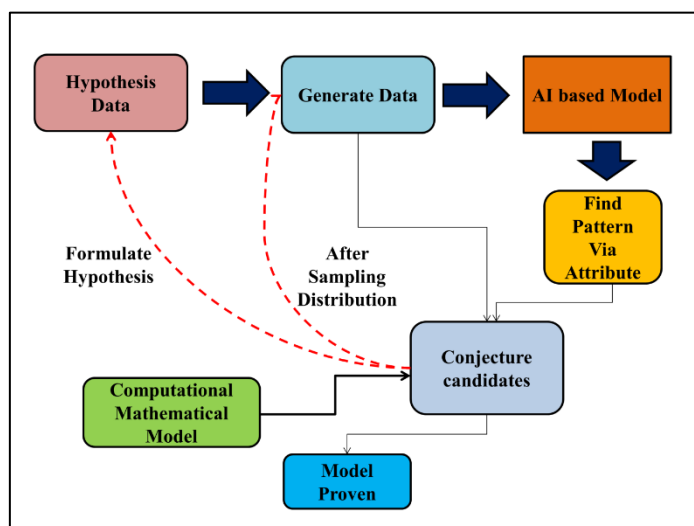 Hypothesis
Data
Generate Data
AI based Model
Find
Pattern
Via
Attribute
Formulate
Hypothesis
After
Sampling
Distribution
Conjecture
candidates
Computational
Mathematical
Model
Model
Proven